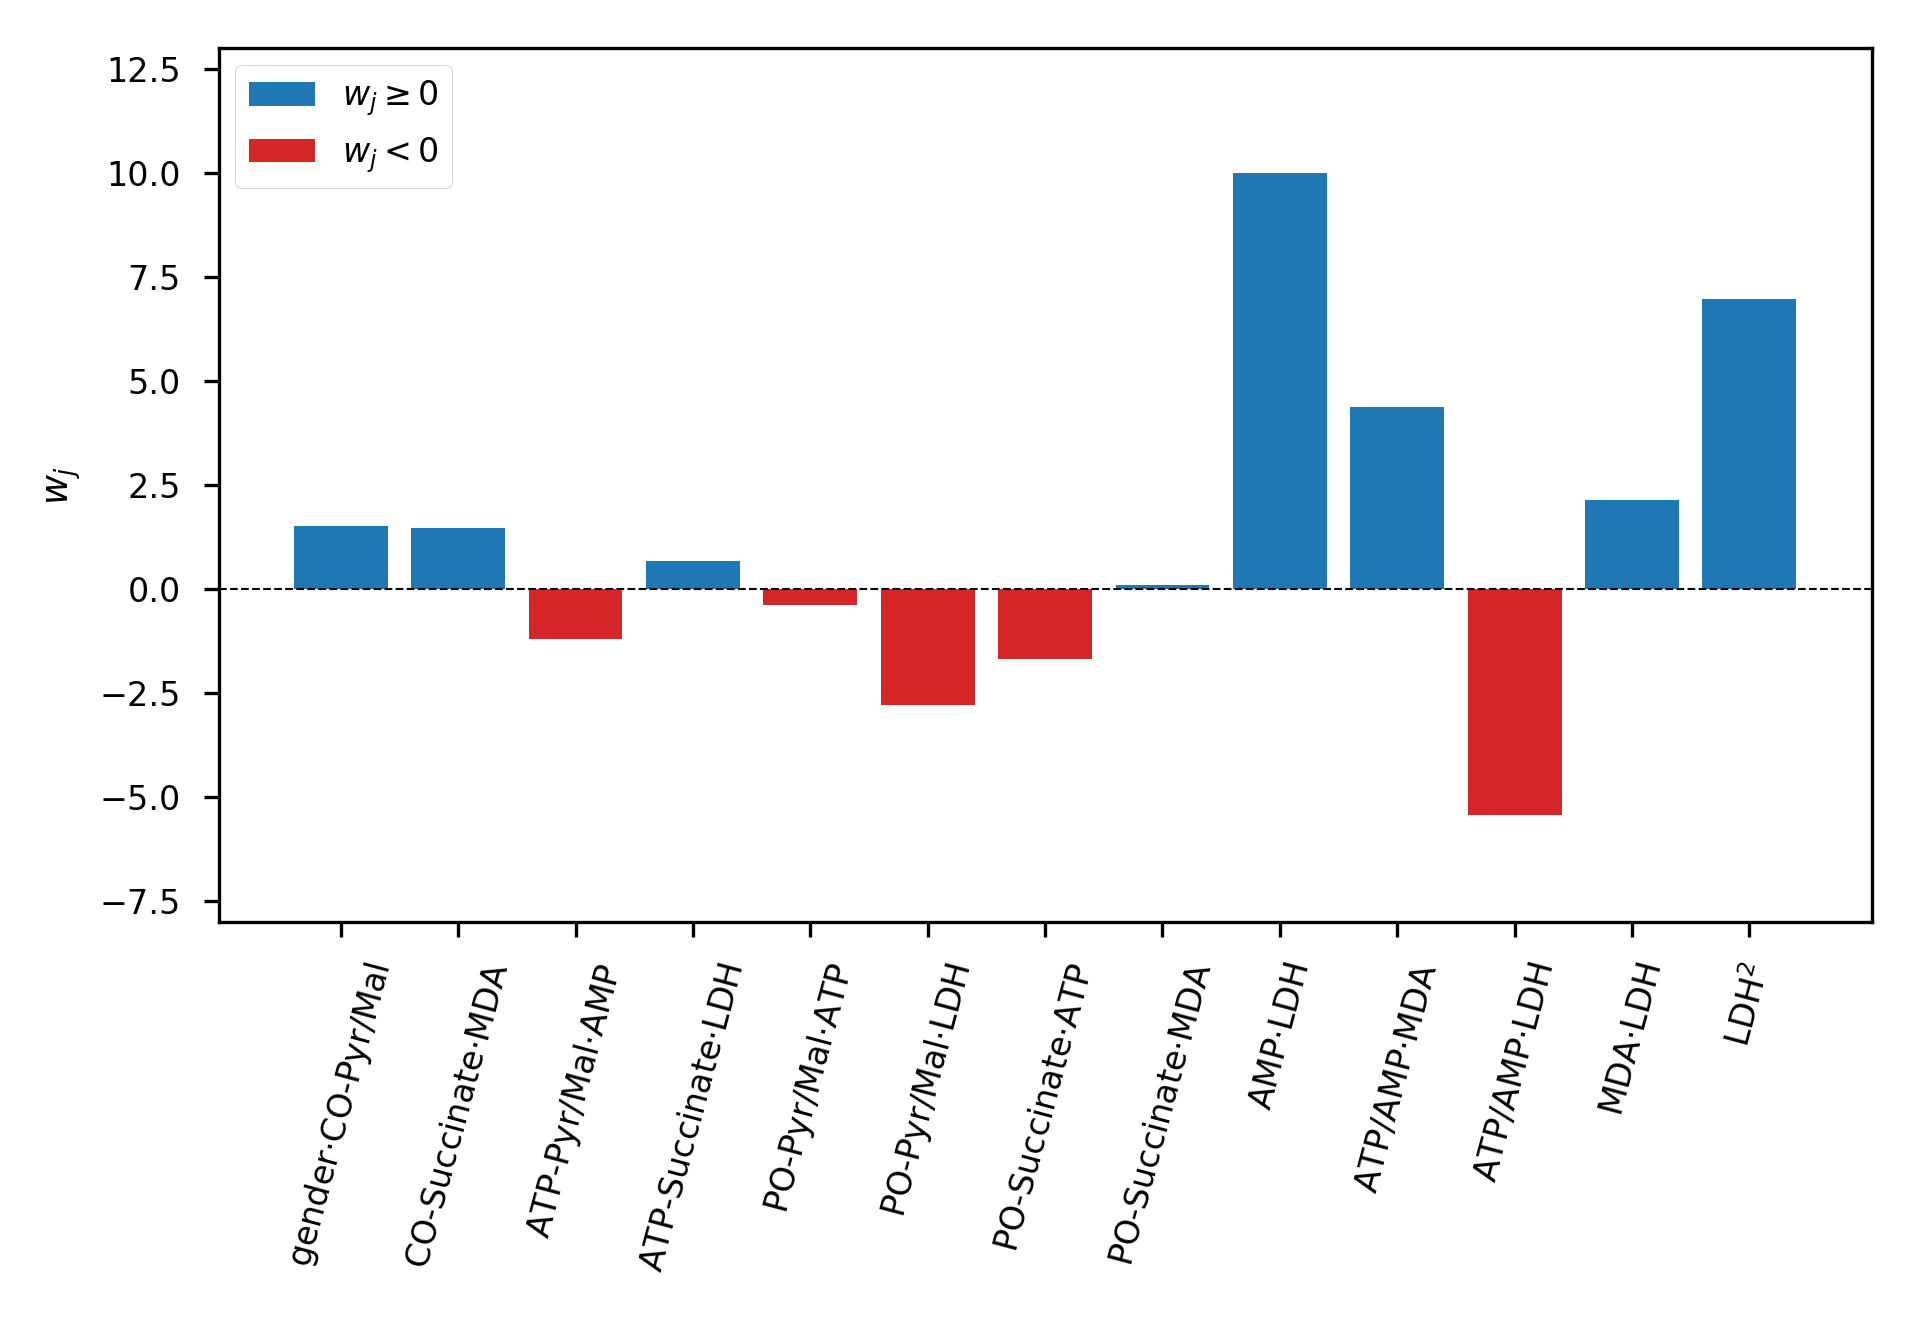 12.5
10.0
7.5
5.0
2.5
0.0
−2.5
−5.0
−7.5
w_j
w_j ≥ 0
w_j < 0
gender·CO-Pyr/Mal
CO-Succinate·MDA
ATP-Pyr/Mal·AMP
ATP-Succinate·LDH
PO-Pyr/Mal·ATP
PO-Pyr/Mal·LDH
PO-Succinate·ATP
PO-Succinate·MDA
AMP·LDH
ATP/AMP·MDA
ATP/AMP·LDH
MDA·LDH
LDH²